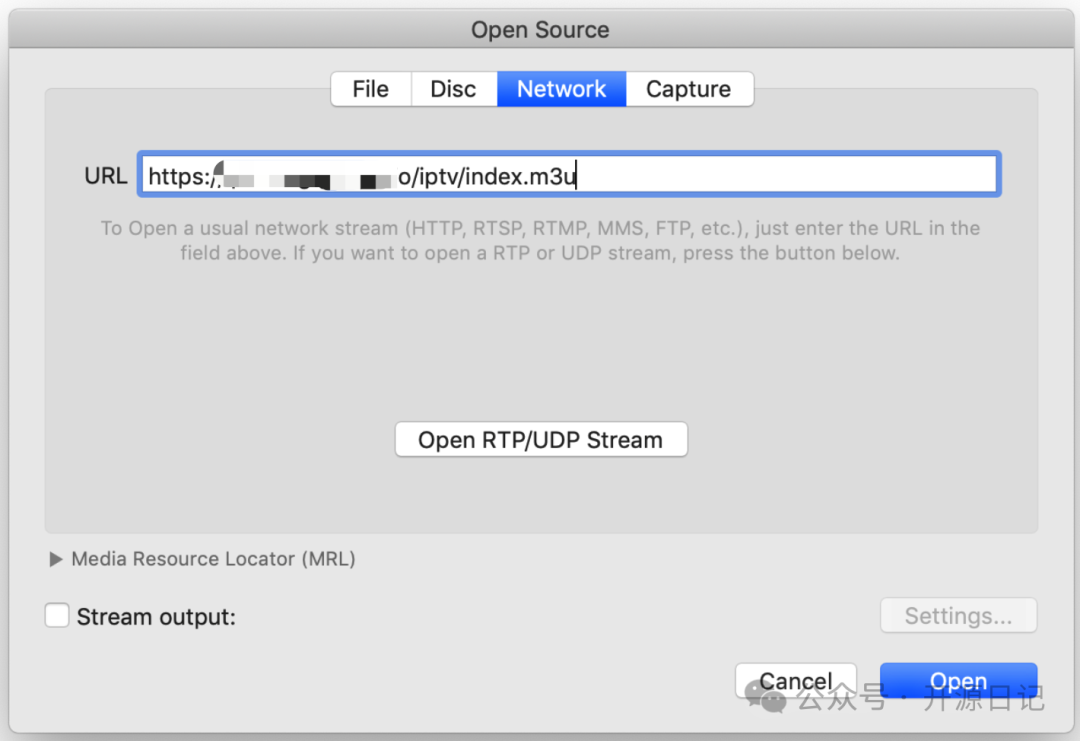 Open Source
File Disc Network Capture
URL https:/ o/iptv/index.m3u
To Open a usual network stream (HTTP, RTSP, RTMP, MMS, FTP, etc.), just enter the URL in the
field above. If you want to open a RTP or UDP stream, press the button below.
Open RTP/UDP Stream
Media Resource Locator (MRL)
Stream output:
Settings...
Cancel Open
公众号 · 开源日记